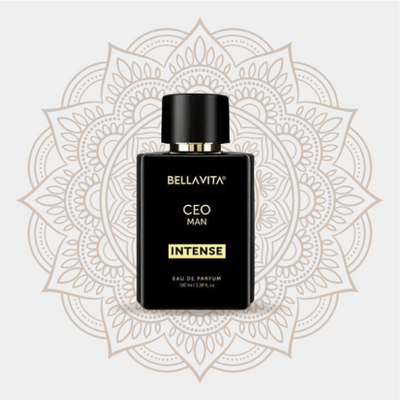 BELLAVITA®
CEO
MAN
INTENSE
EAU DE PARFUM
100 ml / 3.38 fl.oz